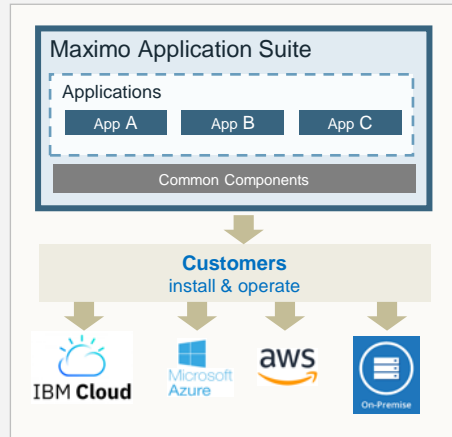 Maximo Application Suite
Applications
App A
App B
App C
Common Components
Customers
install & operate
IBM Cloud
Microsoft
Azure
aws
On-Premise